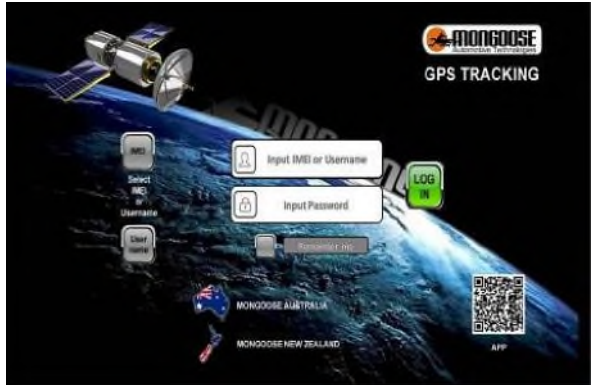 MONGOOSE
Automotive Technologies
GPS TRACKING
IMEI
Select
IMEI
or
Username
User
name
Input IMEI or Username
Input Password
LOG
IN
Remember me
MONGOOSE AUSTRALIA
MONGOOSE NEW ZEALAND
APP